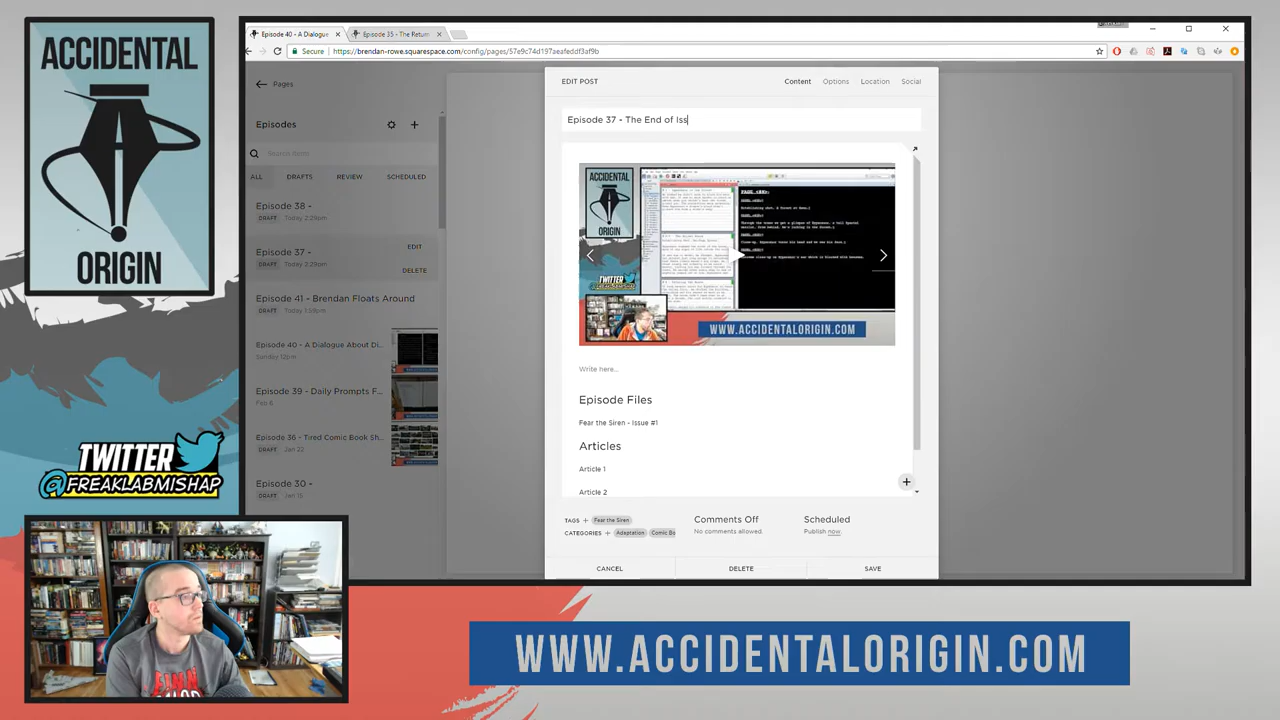 ACCIDENTAL
ORIGIN
TWITTER
@FREAKLABMISHAP
Episode 40 - A Dialogue
Episode 35 - The Return
Secure
https://brendan-rowe.squarespace.com/config/pages/57e9c74d197aeafeddf3af9b
Pages
Episodes
Search items
ALL
DRAFTS
REVIEW
SCHEDULED
Episode 38 -
DRAFT
Today 2:29pm
Episode 37 -
EDIT
DRAFT
Today 2:29pm
DELETE
Episode 41 - Brendan Floats Around
DRAFT
Today 1:59pm
Episode 40 - A Dialogue About Di...
Sunday 12pm
Episode 39 - Daily Prompts F...
Feb 6
Episode 36 - Tired Comic Book Sh...
DRAFT
Jan 22
Episode 30 -
DRAFT
Jan 15
EDIT POST
Content
Options
Location
Social
Episode 37 - The End of Iss
ACCIDENTAL
ORIGIN
TWITTER
WWW.ACCIDENTALORIGIN.COM
Write here...
Episode Files
Fear the Siren - Issue #1
Articles
Article 1
Article 2
TAGS + Fear the Siren
CATEGORIES + Adaptation Comic Bo
Comments Off
No comments allowed.
Scheduled
Publish now.
CANCEL
DELETE
SAVE
WWW.ACCIDENTALORIGIN.COM